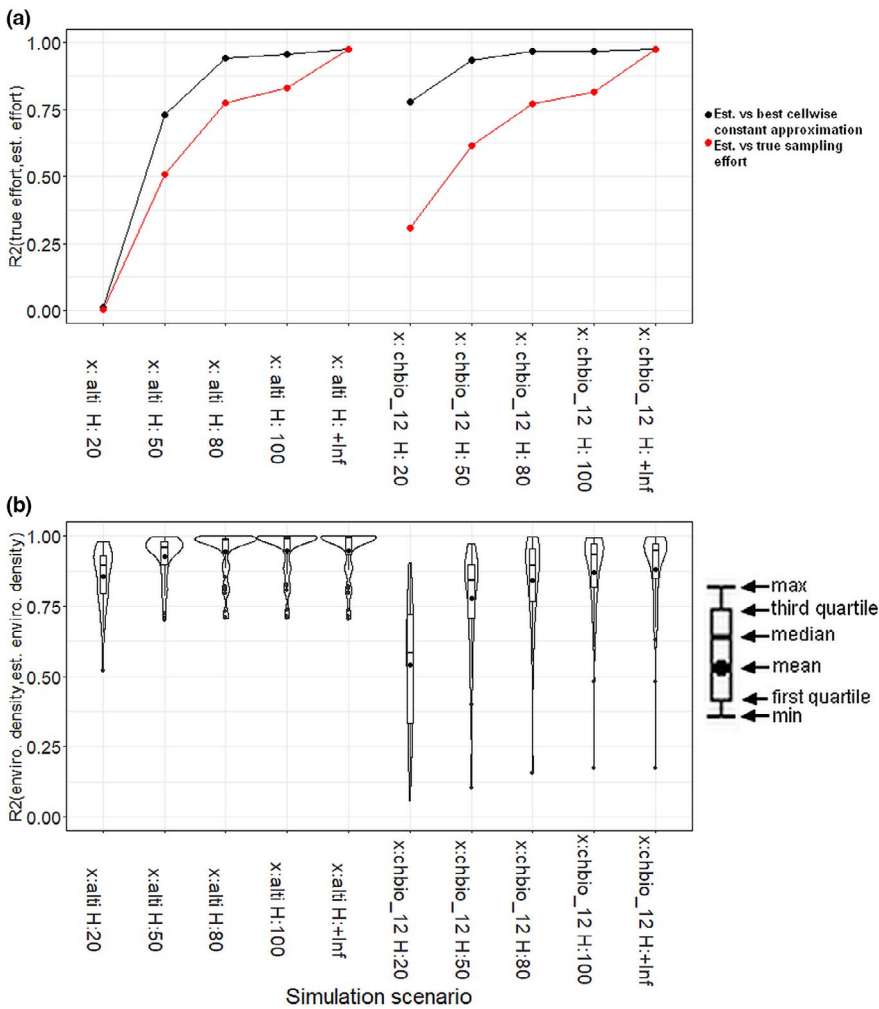 (a)
1.00
0.75
0.50
0.25
0.00
R2(true effort,est. effort)
Est. vs best cellwise
constant approximation
Est. vs true sampling
effort
x: alti H: 20
x: alti H: 50
x: alti H: 80
x: alti H: 100
x: alti H: +Inf
x: chbio_12 H: 20
x: chbio_12 H: 50
x: chbio_12 H: 80
x: chbio_12 H: 100
x: chbio_12 H: +Inf
(b)
1.00
0.75
0.50
0.25
0.00
R2(enviro. density,est. enviro. density)
max
third quartile
median
mean
first quartile
min
x:alti H:20
x:alti H:50
x:alti H:80
x:alti H:100
x:alti H:+Inf
x:chbio_12 H:20
x:chbio_12 H:50
x:chbio_12 H:80
x:chbio_12 H:100
x:chbio_12 H:+Inf
Simulation scenario